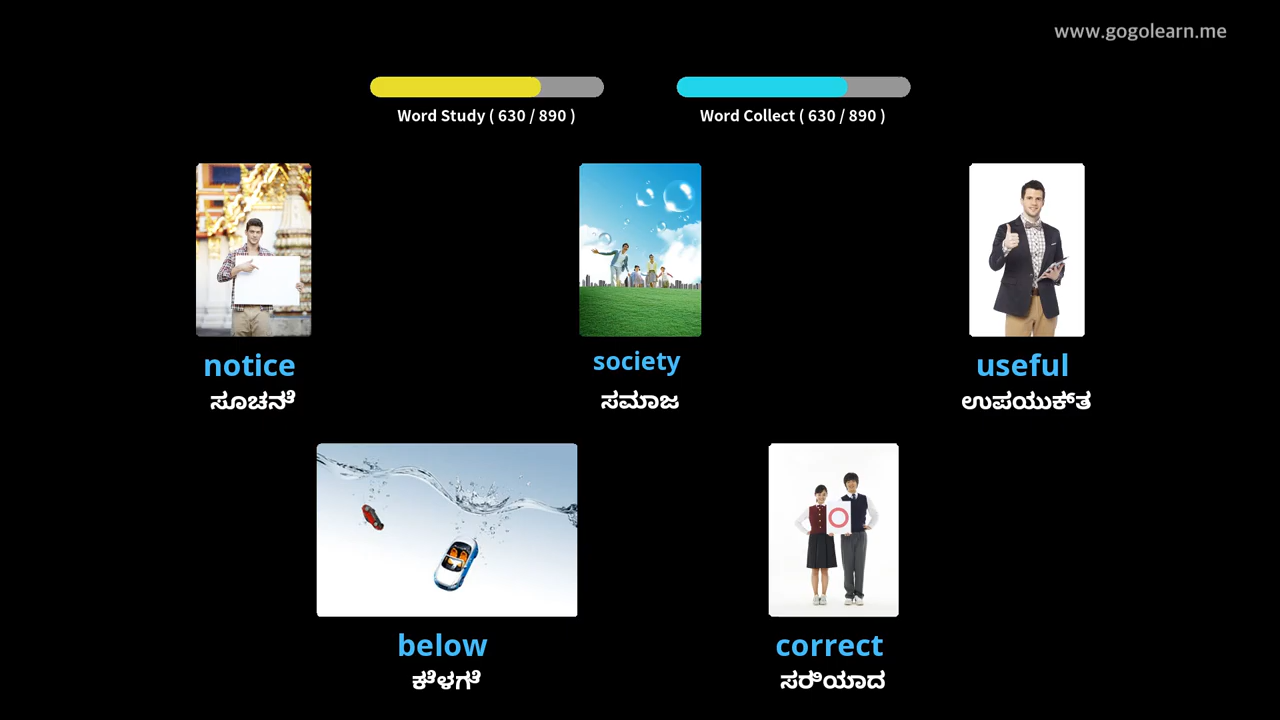 www.gogolearn.me
Word Study ( 630 / 890 )
Word Collect ( 630 / 890 )
notice
ಸೂಚನೆ
society
ಸಮಾಜ
useful
ಉಪಯುಕ್ತ
below
ಕೆಳಗೆ
correct
ಸರಿಯಾದ